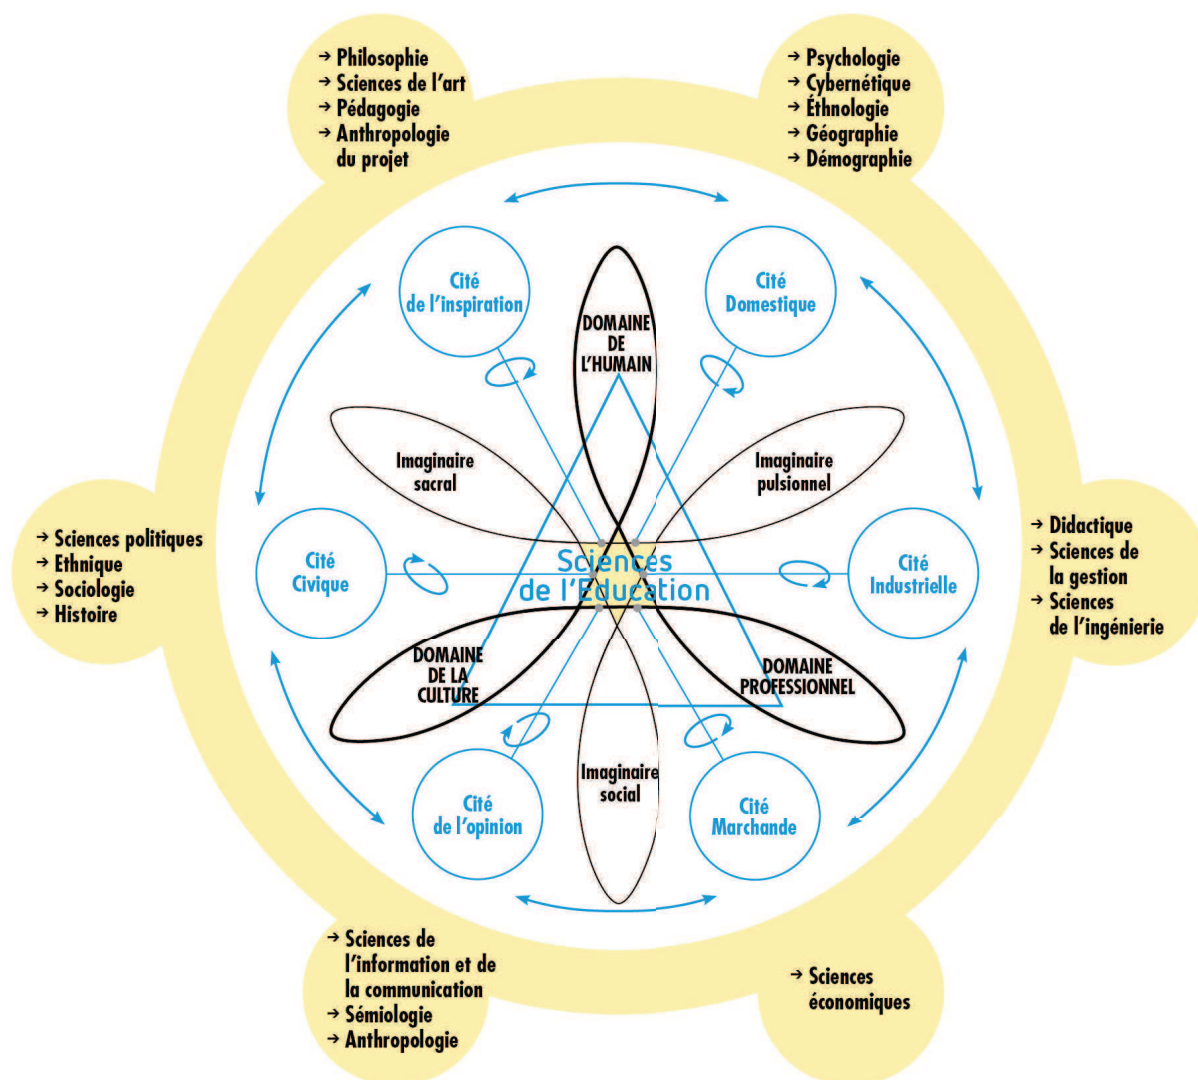 → Philosophie
→ Sciences de l'art
→ Pédagogie
→ Anthropologie
du projet
→ Psychologie
→ Cybernétique
→ Éthnologie
→ Géographie
→ Démographie
Cité
de l'inspiration
Cité
Domestique
DOMAINE
DE
L'HUMAIN
Imaginaire
sacral
Imaginaire
pulsionnel
→ Sciences politiques
→ Ethnique
→ Sociologie
→ Histoire
Cité
Civique
Sciences
de l'Education
Cité
Industrielle
→ Didactique
→ Sciences de
la gestion
→ Sciences
de l'ingénierie
DOMAINE
DE LA
CULTURE
DOMAINE
PROFESSIONNEL
Imaginaire
social
Cité
de l'opinion
Cité
Marchande
→ Sciences de
l'information et de
la communication
→ Sémiologie
→ Anthropologie
→ Sciences
économiques